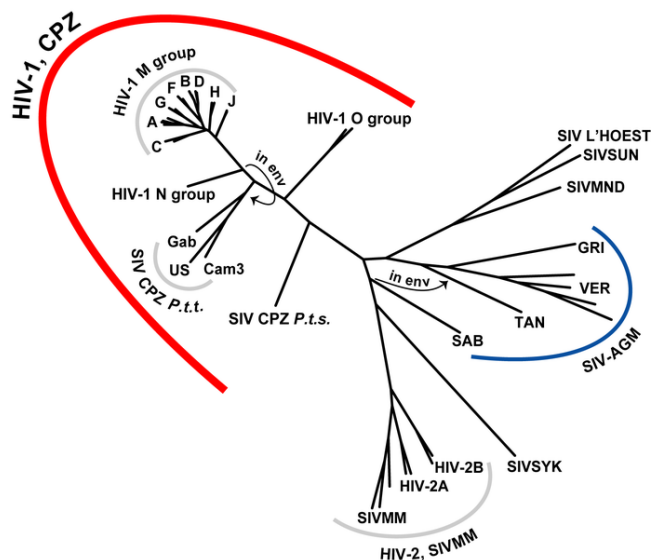 HIV-1, CPZ
HIV-1 M group
A
C
G
F
B
D
H
J
HIV-1 O group
in env
HIV-1 N group
Gab
US
Cam3
SIV CPZ P.t.t.
SIV CPZ P.t.s.
SIV L'HOEST
SIVSUN
SIVMND
GRI
VER
TAN
SAB
in env
SIV-AGM
SIVSYK
HIV-2B
HIV-2A
SIVMM
HIV-2, SIVMM